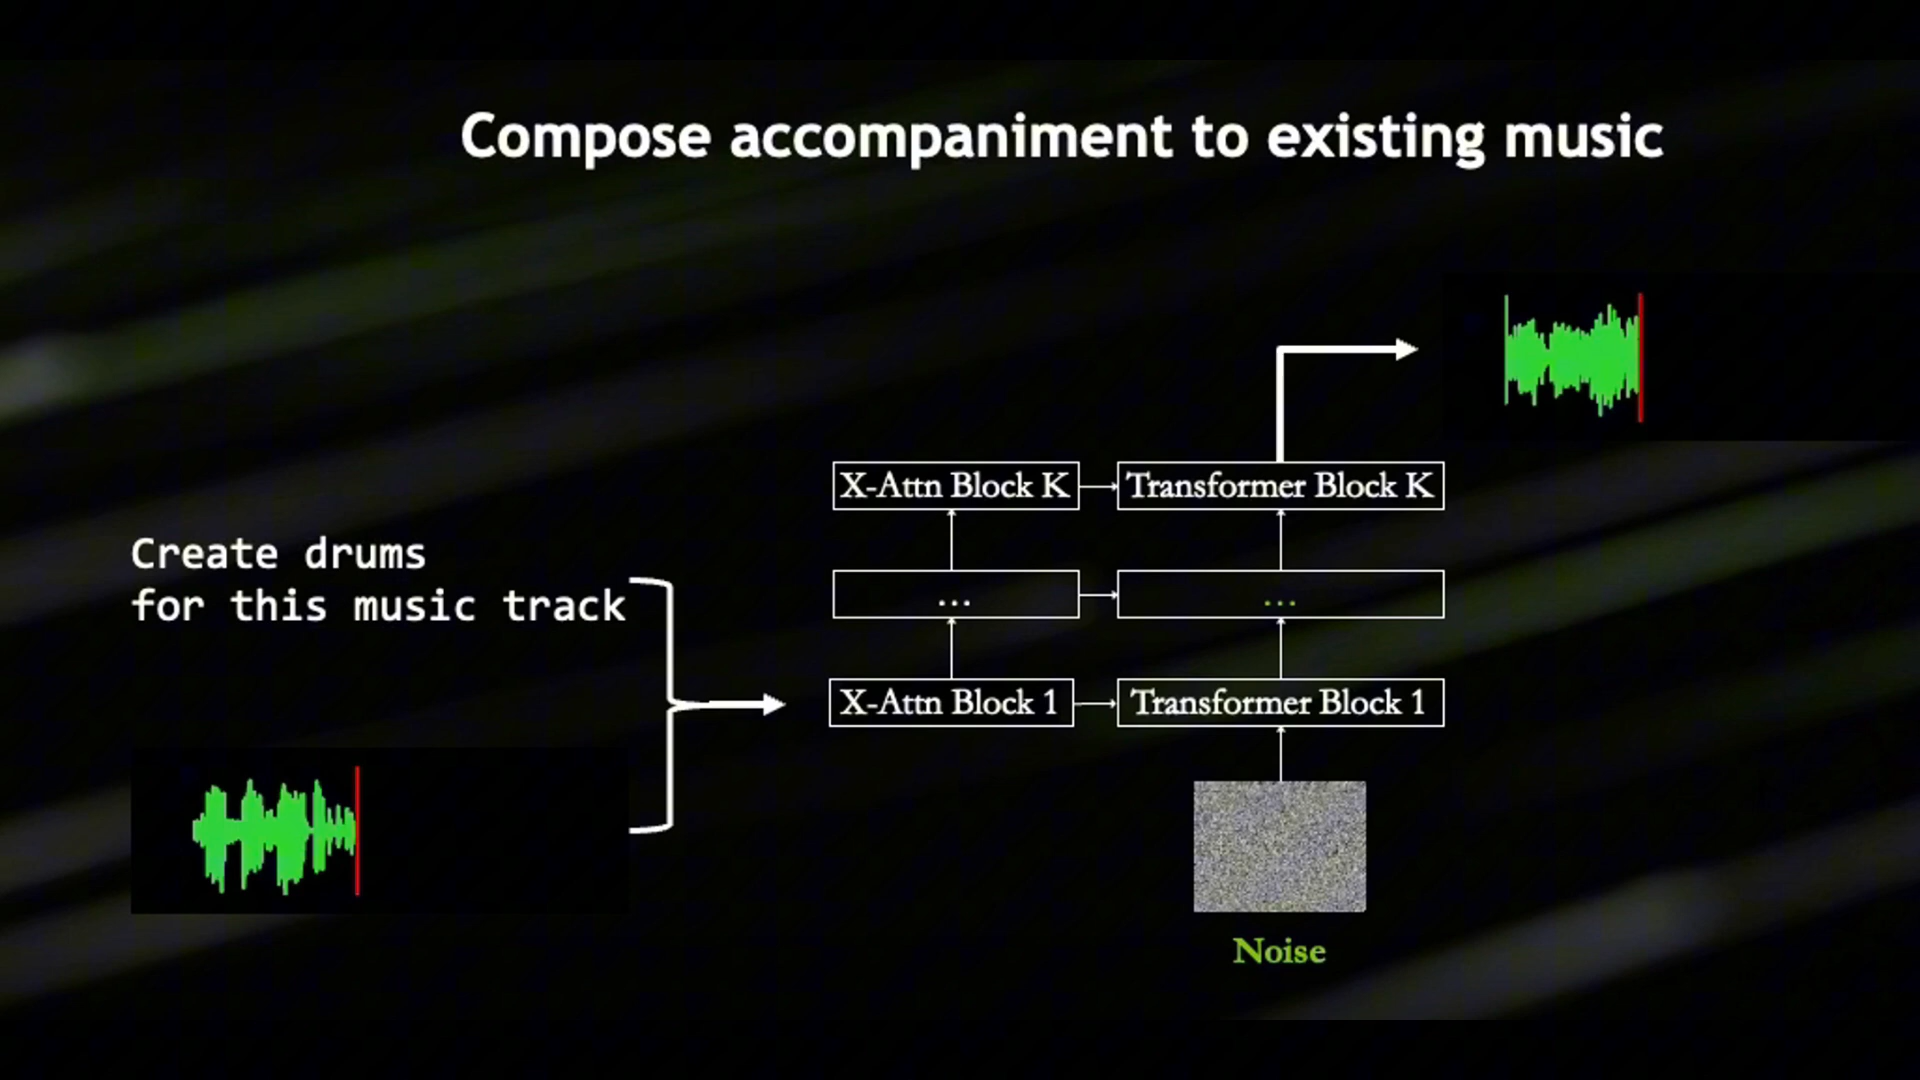 Compose accompaniment to existing music
Create drums
for this music track
X-Attn Block K
Transformer Block K
...
...
X-Attn Block 1
Transformer Block 1
Noise